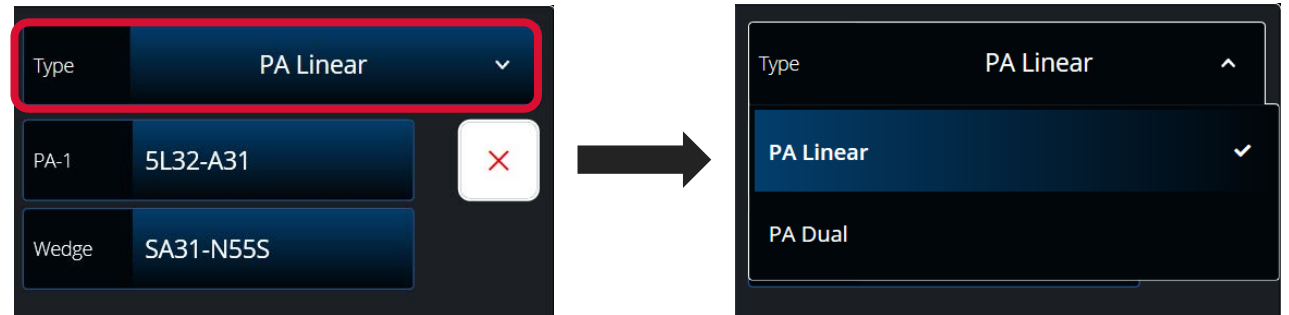 Type PA Linear
PA-1 5L32-A31
Wedge SA31-N55S
Type PA Linear
PA Linear
PA Dual